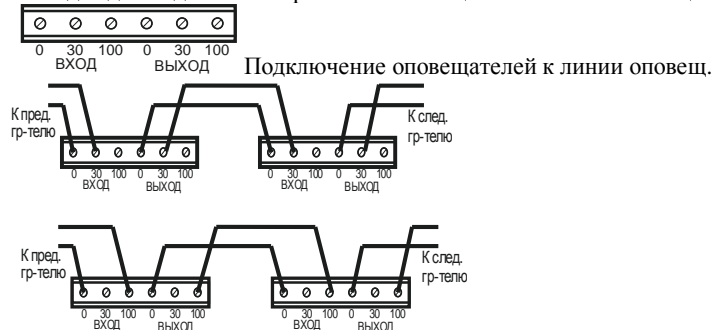 0 30 100 0 30 100
ВХОД ВЫХОД
Подключение оповещателей к линии оповещ.
К пред.
гр-телю
К след.
гр-телю
0 30 100 0 30 100 0 30 100 0 30 100
ВХОД ВЫХОД ВХОД ВЫХОД
К пред.
гр-телю
К след.
гр-телю
0 30 100 0 30 100 0 30 100 0 30 100
ВХОД ВЫХОД ВХОД ВЫХОД